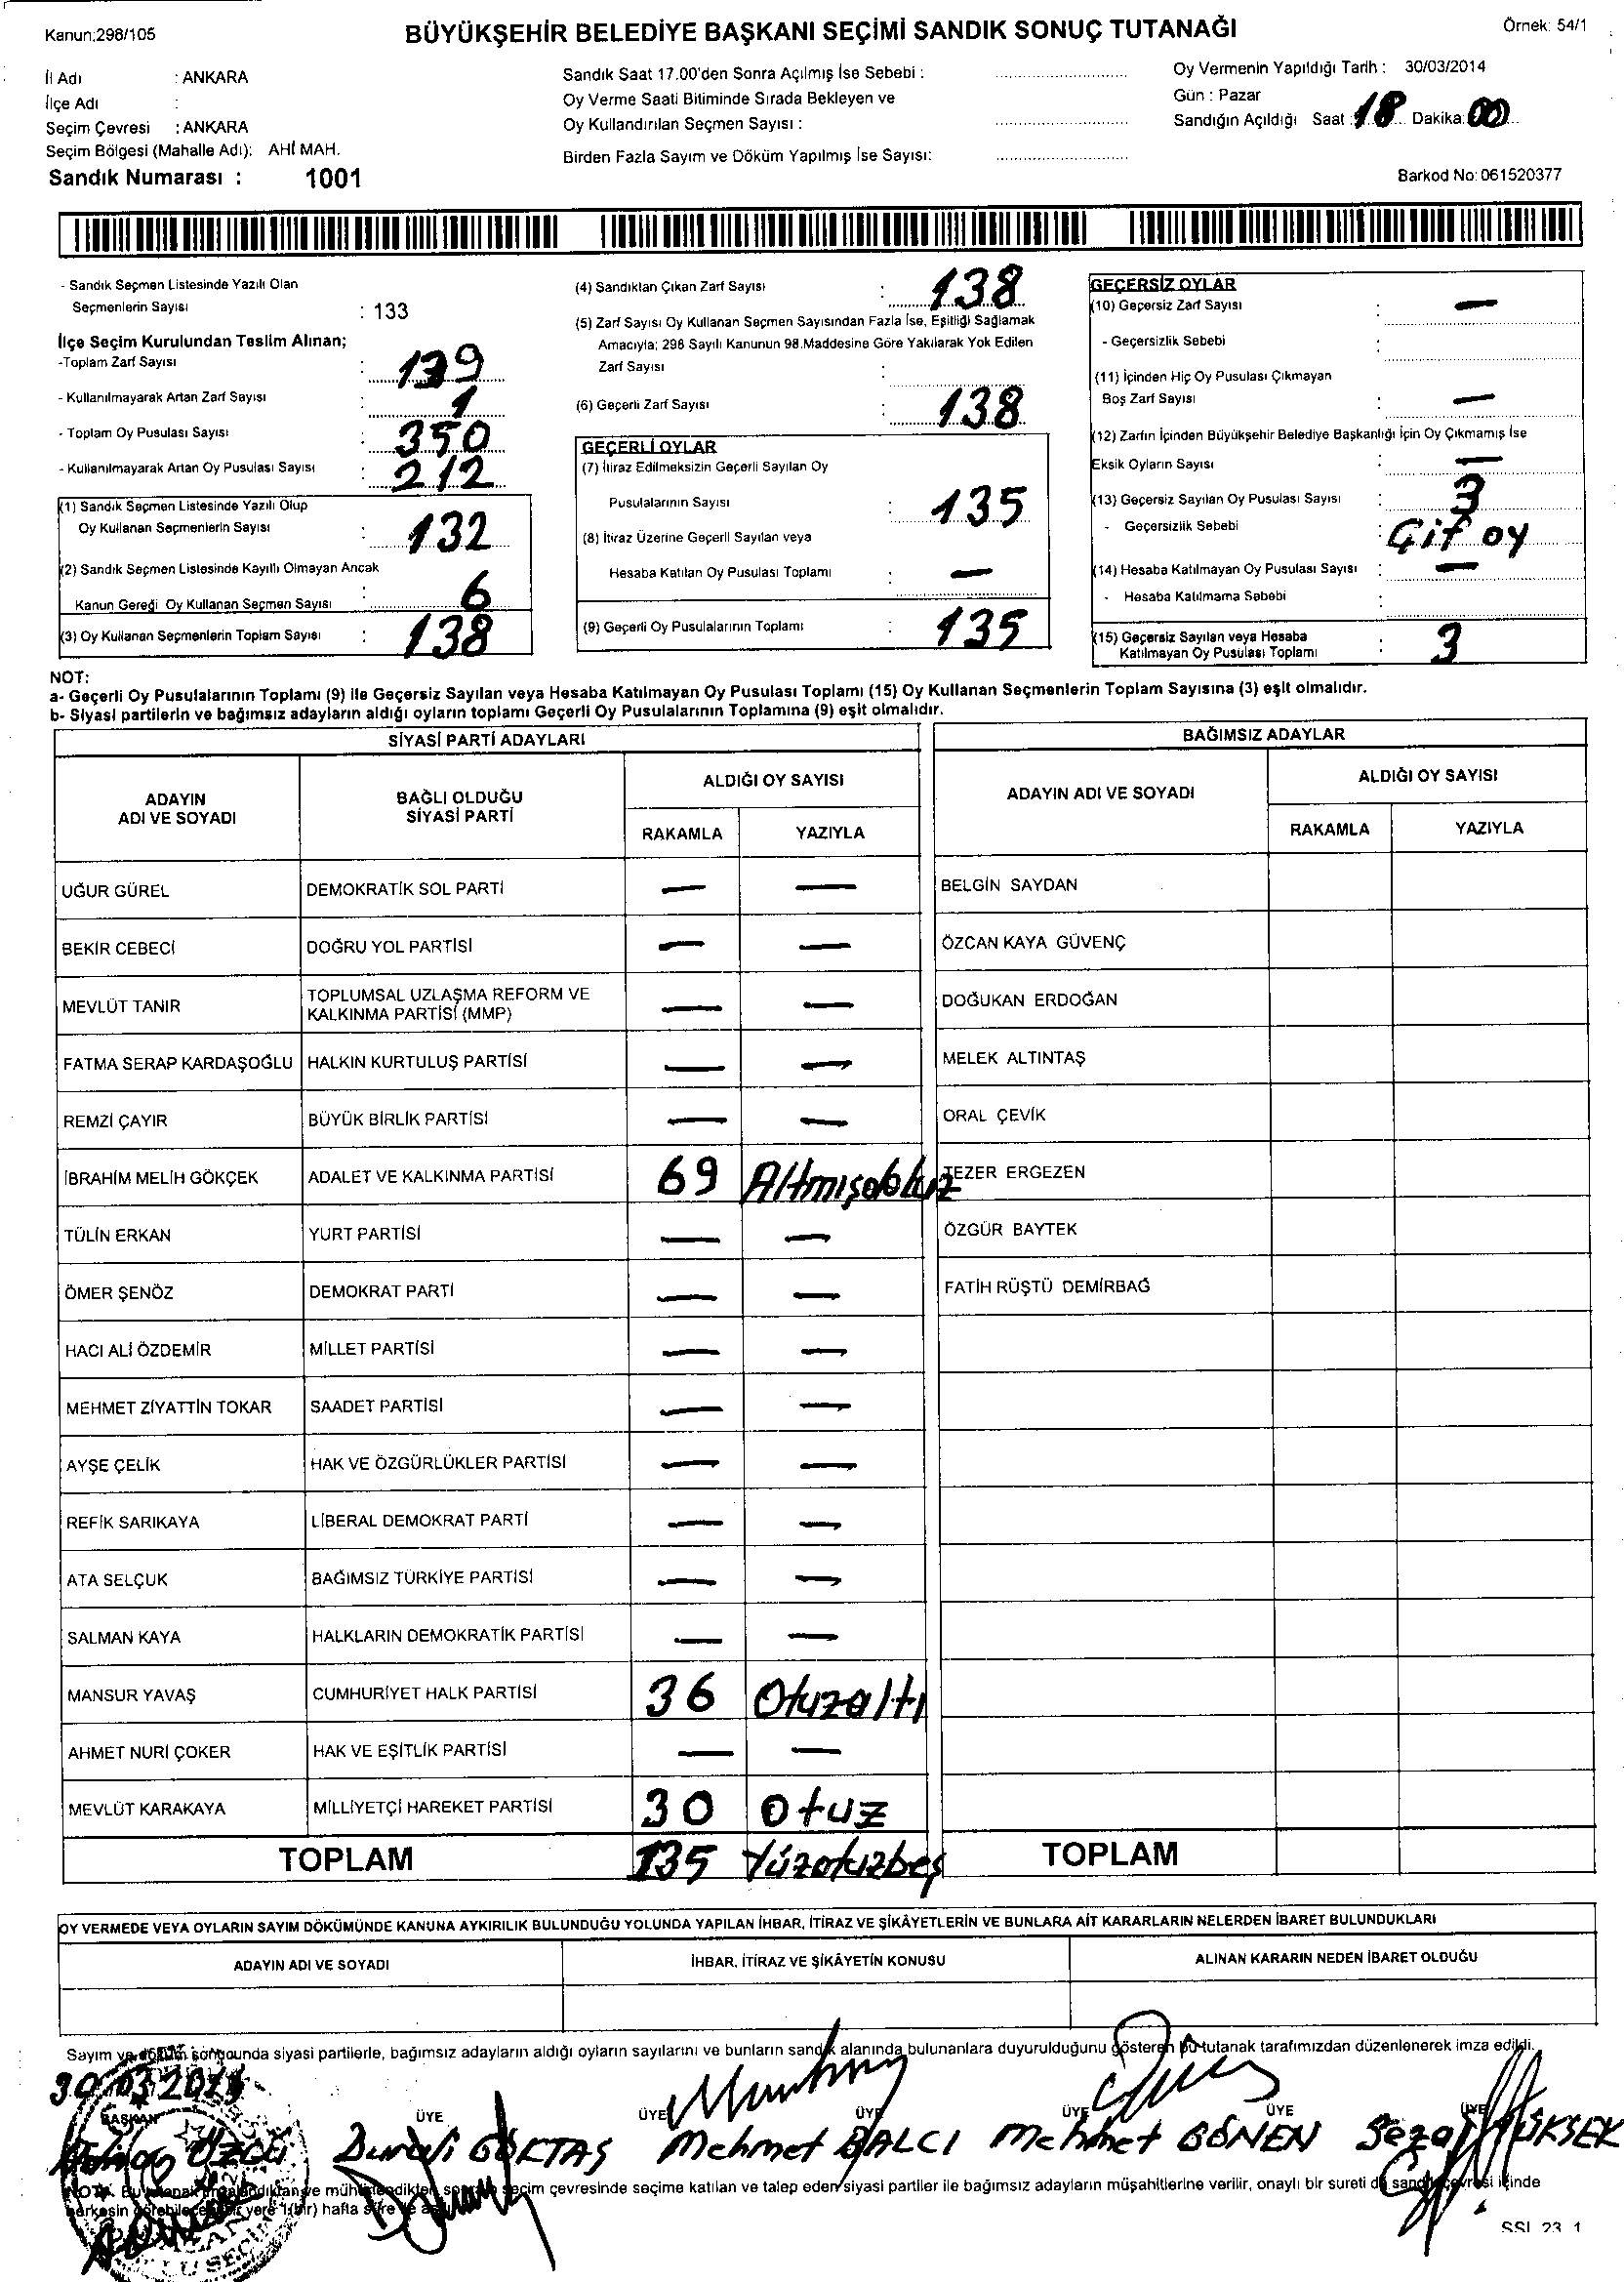 Kanun;298/105
BÜYÜKŞEHİR BELEDİYE BAŞKANI SEÇİMİ SANDIK SONUÇ TUTANAĞI
Örnek: 54/1
İl Adı : ANKARA
İlçe Adı :
Seçim Çevresi : ANKARA
Seçim Bölgesi (Mahalle Adı): AHİ MAH.
Sandık Numarası : 1001
Sandık Saat 17.00'den Sonra Açılmış İse Sebebi :
Oy Verme Saati Bitiminde Sırada Bekleyen ve
Oy Kullandırılan Seçmen Sayısı :
Birden Fazla Sayım ve Döküm Yapılmış İse Sayısı:
Oy Vermenin Yapıldığı Tarih : 30/03/2014
Gün : Pazar
Sandığın Açıldığı Saat : 18 Dakika: 00
Barkod No: 061520377
- Sandık Seçmen Listesinde Yazılı Olan
Seçmenlerin Sayısı : 133
İlçe Seçim Kurulundan Teslim Alınan;
-Toplam Zarf Sayısı : 139
- Kullanılmayarak Artan Zarf Sayısı : 1
- Toplam Oy Pusulası Sayısı : 350
- Kullanılmayarak Artan Oy Pusulası Sayısı : 212
(1) Sandık Seçmen Listesinde Yazılı Olup
Oy Kullanan Seçmenlerin Sayısı : 132
(2) Sandık Seçmen Listesinde Kayıtlı Olmayan Ancak
Kanun Gereği Oy Kullanan Seçmen Sayısı : 6
(3) Oy Kullanan Seçmenlerin Toplam Sayısı : 138
(4) Sandıktan Çıkan Zarf Sayısı : 138
(5) Zarf Sayısı Oy Kullanan Seçmen Sayısından Fazla İse, Eşitliği Sağlamak
Amacıyla; 298 Sayılı Kanunun 98.Maddesine Göre Yakılarak Yok Edilen
Zarf Sayısı :
(6) Geçerli Zarf Sayısı : 138
GEÇERLİ OYLAR
(7) İtiraz Edilmeksizin Geçerli Sayılan Oy
Pusulalarının Sayısı : 135
(8) İtiraz Üzerine Geçerli Sayılan veya
Hesaba Katılan Oy Pusulası Toplamı : —
(9) Geçerli Oy Pusulalarının Toplamı : 135
GEÇERSİZ OYLAR
(10) Geçersiz Zarf Sayısı : —
- Geçersizlik Sebebi :
(11) İçinden Hiç Oy Pusulası Çıkmayan
Boş Zarf Sayısı : —
(12) Zarfın İçinden Büyükşehir Belediye Başkanlığı İçin Oy Çıkmamış İse
Eksik Oyların Sayısı : —
(13) Geçersiz Sayılan Oy Pusulası Sayısı : 3
- Geçersizlik Sebebi : Çift oy
(14) Hesaba Katılmayan Oy Pusulası Sayısı : —
- Hesaba Katılmama Sebebi :
(15) Geçersiz Sayılan veya Hesaba
Katılmayan Oy Pusulası Toplamı : 3
NOT:
a- Geçerli Oy Pusulalarının Toplamı (9) ile Geçersiz Sayılan veya Hesaba Katılmayan Oy Pusulası Toplamı (15) Oy Kullanan Seçmenlerin Toplam Sayısına (3) eşit olmalıdır.
b- Siyasi partilerin ve bağımsız adayların aldığı oyların toplamı Geçerli Oy Pusulalarının Toplamına (9) eşit olmalıdır.
SİYASİ PARTİ ADAYLARI
ADAYIN ADI VE SOYADI
BAĞLI OLDUĞU SİYASİ PARTİ
ALDIĞI OY SAYISI
RAKAMLA YAZIYLA
UĞUR GÜREL DEMOKRATİK SOL PARTİ — —
BEKİR CEBECİ DOĞRU YOL PARTİSİ — —
MEVLÜT TANIR TOPLUMSAL UZLAŞMA REFORM VE KALKINMA PARTİSİ (MMP) — —
FATMA SERAP KARDAŞOĞLU HALKIN KURTULUŞ PARTİSİ — —
REMZİ ÇAYIR BÜYÜK BİRLİK PARTİSİ — —
İBRAHİM MELİH GÖKÇEK ADALET VE KALKINMA PARTİSİ 69 Altmışdokuz
TÜLİN ERKAN YURT PARTİSİ — —
ÖMER ŞENÖZ DEMOKRAT PARTİ — —
HACI ALİ ÖZDEMİR MİLLET PARTİSİ — —
MEHMET ZİYATTİN TOKAR SAADET PARTİSİ — —
AYŞE ÇELİK HAK VE ÖZGÜRLÜKLER PARTİSİ — —
REFİK SARIKAYA LİBERAL DEMOKRAT PARTİ — —
ATA SELÇUK BAĞIMSIZ TÜRKİYE PARTİSİ — —
SALMAN KAYA HALKLARIN DEMOKRATİK PARTİSİ — —
MANSUR YAVAŞ CUMHURİYET HALK PARTİSİ 36 Otuzaltı
AHMET NURİ ÇOKER HAK VE EŞİTLİK PARTİSİ — —
MEVLÜT KARAKAYA MİLLİYETÇİ HAREKET PARTİSİ 30 Otuz
TOPLAM 135 Yüzotuzbeş
BAĞIMSIZ ADAYLAR
ADAYIN ADI VE SOYADI
ALDIĞI OY SAYISI
RAKAMLA YAZIYLA
BELGİN SAYDAN
ÖZCAN KAYA GÜVENÇ
DOĞUKAN ERDOĞAN
MELEK ALTINTAŞ
ORAL ÇEVİK
TEZER ERGEZEN
ÖZGÜR BAYTEK
FATİH RÜŞTÜ DEMİRBAĞ
TOPLAM
OY VERMEDE VEYA OYLARIN SAYIM DÖKÜMÜNDE KANUNA AYKIRILIK BULUNDUĞU YOLUNDA YAPILAN İHBAR, İTİRAZ VE ŞİKÂYETLERİN VE BUNLARA AİT KARARLARIN NELERDEN İBARET BULUNDUKLARI
ADAYIN ADI VE SOYADI
İHBAR, İTİRAZ VE ŞİKÂYETİN KONUSU
ALINAN KARARIN NEDEN İBARET OLDUĞU
Sayım ve döküm sonucunda siyasi partilerle, bağımsız adayların aldığı oyların sayılarını ve bunların sandık alanında bulunanlara duyurulduğunu gösteren bu tutanak tarafımızdan düzenlenerek imza edildi.
30.03.2014
BAŞKAN ÜYE ÜYE ÜYE ÜYE ÜYE ÜYE
Durali GÖKTAŞ Mehmet BALCI Mehmet GÖNEN Sezai YÜKSEK
NOT: Bu tutanak imzalandıktan ve mühürlendikten sonra seçim çevresinde seçime katılan ve talep eden siyasi partiler ile bağımsız adayların müşahitlerine verilir, onaylı bir sureti de sandık çevresi içinde
herkesin görebileceği bir yere 1(bir) hafta süre ile asılır
SSL 23 1